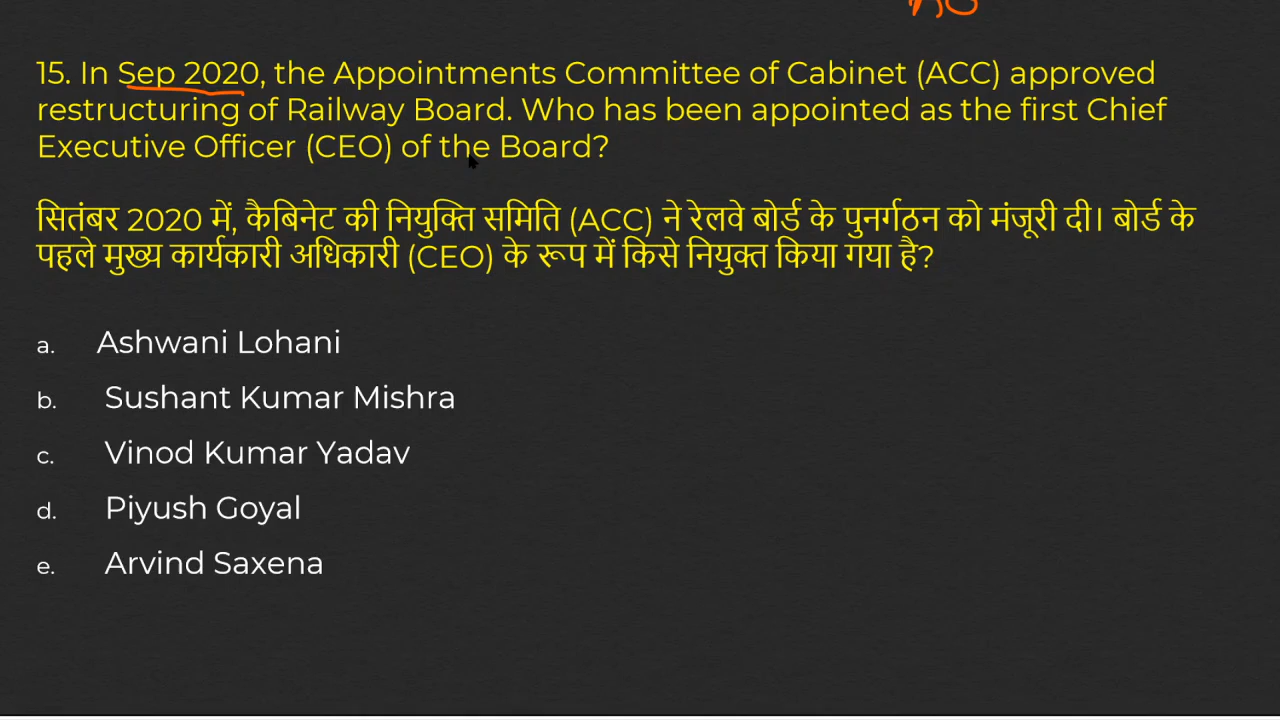 15. In Sep 2020, the Appointments Committee of Cabinet (ACC) approved
restructuring of Railway Board. Who has been appointed as the first Chief
Executive Officer (CEO) of the Board?
सितंबर 2020 में, कैबिनेट की नियुक्ति समिति (ACC) ने रेलवे बोर्ड के पुनर्गठन को मंजूरी दी। बोर्ड के
पहले मुख्य कार्यकारी अधिकारी (CEO) के रूप में किसे नियुक्त किया गया है?
a. Ashwani Lohani
b. Sushant Kumar Mishra
c. Vinod Kumar Yadav
d. Piyush Goyal
e. Arvind Saxena